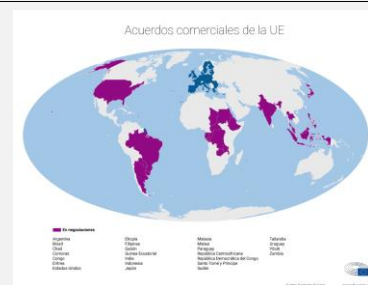 Acuerdos comerciales de la UE
En negociaciones
Argentina
Brasil
Chad
Comoras
Congo
Eritrea
Estados Unidos
Etiopía
Filipinas
Gabón
Guinea Ecuatorial
India
Indonesia
Japón
Malasia
México
Paraguay
República Centroafricana
República Democrática del Congo
Santo Tomé y Príncipe
Sudán
Tailandia
Uruguay
Yibuti
Zambia